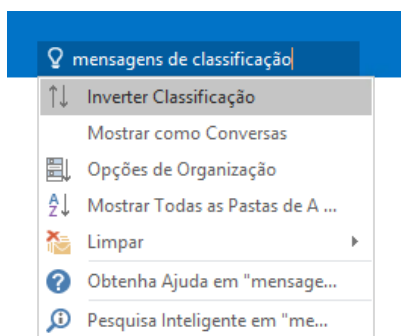 mensagens de classificação
Inverter Classificação
Mostrar como Conversas
Opções de Organização
Mostrar Todas as Pastas de A ...
Limpar
Obtenha Ajuda em "mensage...
Pesquisa Inteligente em "me...